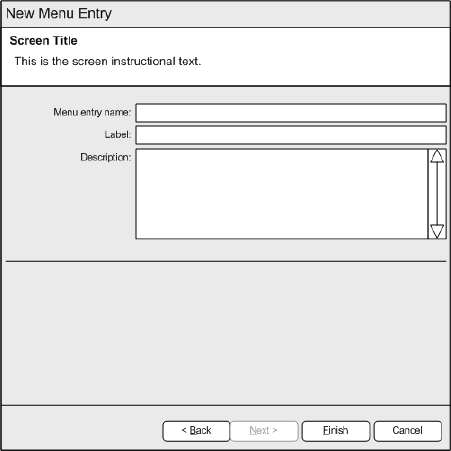 New Menu Entry
Screen Title
This is the screen instructional text.
Menu entry name:
Label:
Description:
< Back Next > Finish Cancel